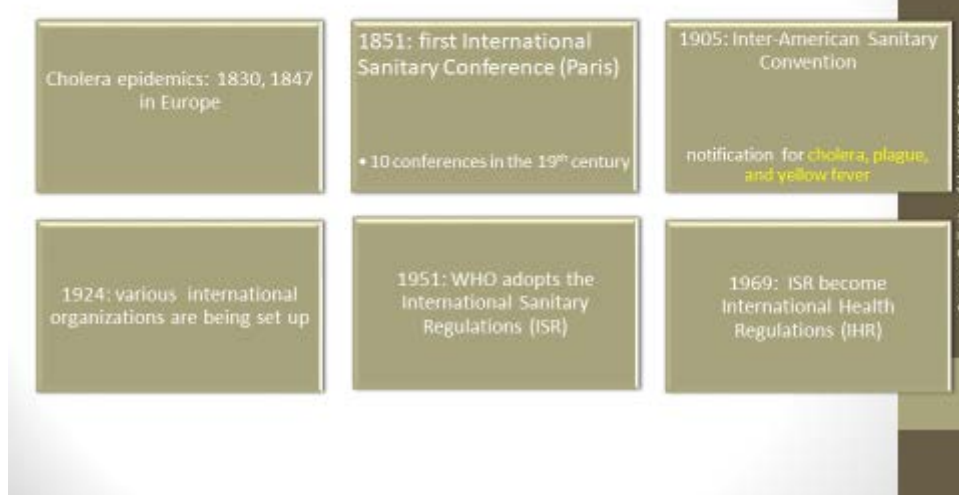 Cholera epidemics: 1830, 1847
in Europe
1851: first International
Sanitary Conference (Paris)
• 10 conferences in the 19th century
1905: Inter-American Sanitary
Convention
notification for cholera, plague,
and yellow fever
1924: various international
organizations are being set up
1951: WHO adopts the
International Sanitary
Regulations (ISR)
1969: ISR become
International Health
Regulations (IHR)